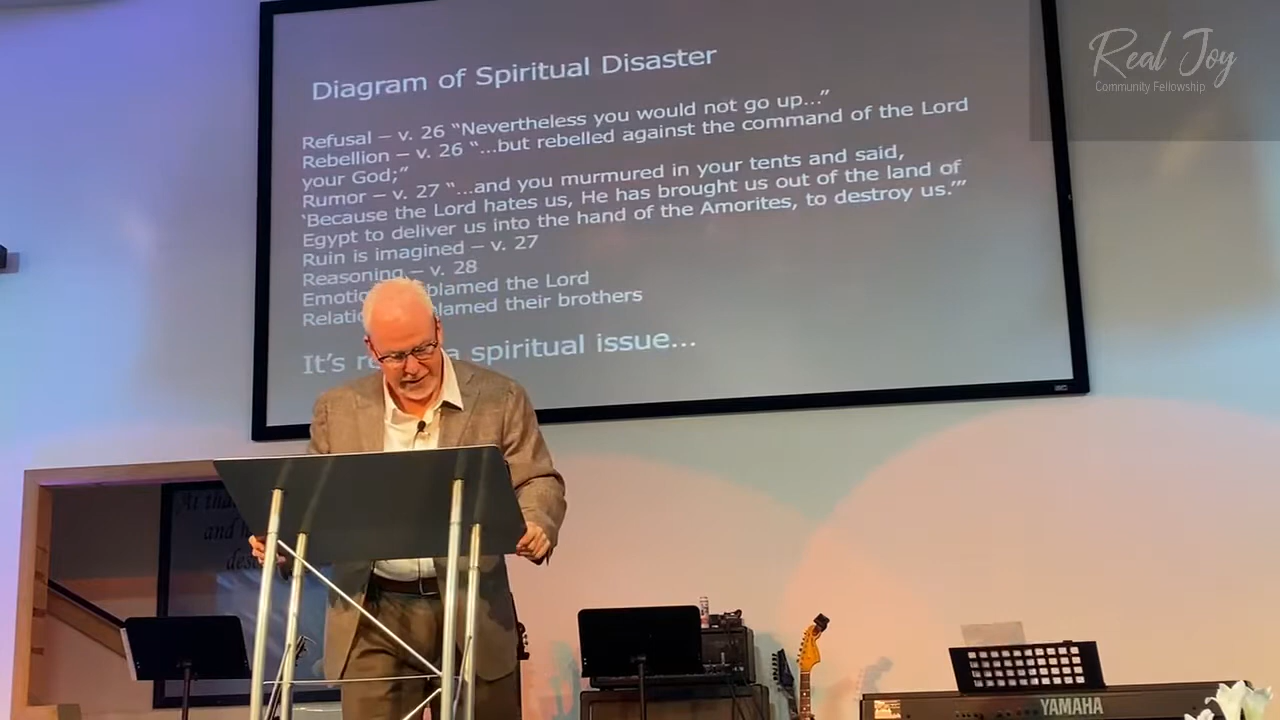 Real Joy
Community Fellowship
Diagram of Spiritual Disaster
Refusal – v. 26 “Nevertheless you would not go up...”
Rebellion – v. 26 “...but rebelled against the command of the Lord
your God;”
Rumor – v. 27 “...and you murmured in your tents and said,
‘Because the Lord hates us, He has brought us out of the land of
Egypt to deliver us into the hand of the Amorites, to destroy us.’”
Ruin is imagined – v. 27
Reasoning – v. 28
blamed the Lord
blamed their brothers
It’s a spiritual issue...
At
and
YAMAHA